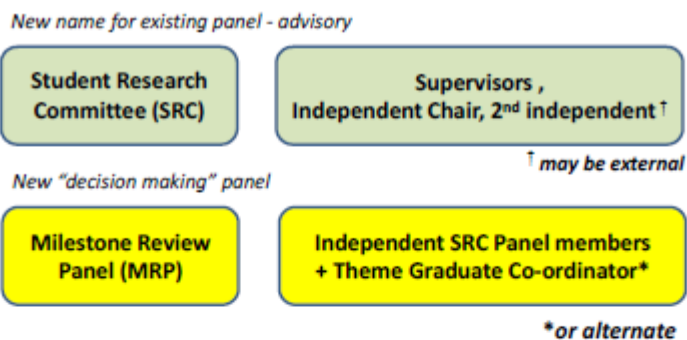 New name for existing panel - advisory
Student Research
Committee (SRC)
Supervisors ,
Independent Chair, 2nd independent†
† may be external
New “decision making” panel
Milestone Review
Panel (MRP)
Independent SRC Panel members
+ Theme Graduate Co-ordinator*
*or alternate